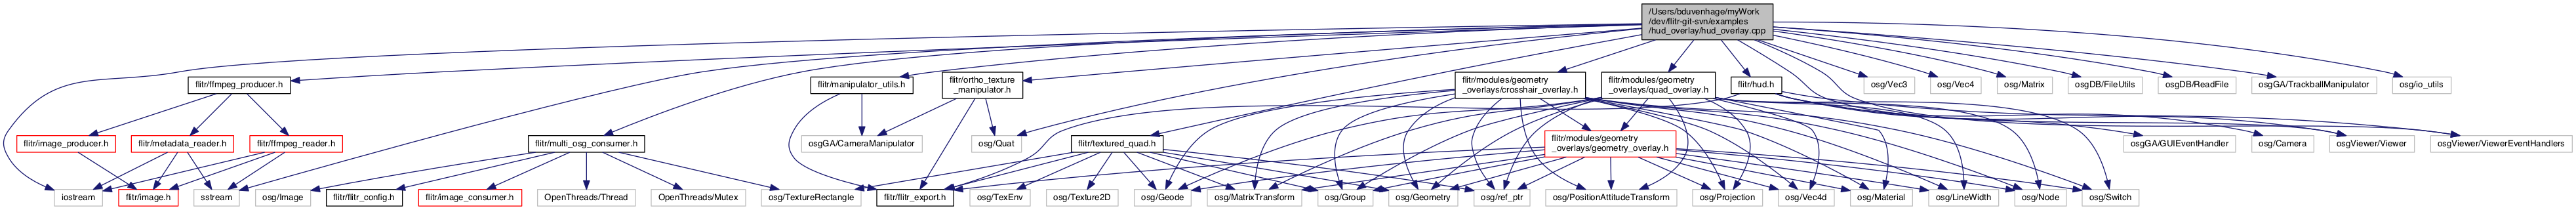 /Users/bduvenhage/myWork
/dev/flitr-git-svn/examples
/hud_overlay/hud_overlay.cpp
flitr/ffmpeg_producer.h
flitr/manipulator_utils.h
flitr/ortho_texture
_manipulator.h
flitr/modules/geometry
_overlays/crosshair_overlay.h
flitr/modules/geometry
_overlays/quad_overlay.h
flitr/hud.h
osg/Vec3
osg/Vec4
osg/Matrix
osgDB/FileUtils
osgDB/ReadFile
osgGA/TrackballManipulator
osg/io_utils
flitr/image_producer.h
flitr/metadata_reader.h
flitr/ffmpeg_reader.h
flitr/multi_osg_consumer.h
osgGA/CameraManipulator
osg/Quat
flitr/textured_quad.h
flitr/modules/geometry
_overlays/geometry_overlay.h
osgGA/GUIEventHandler
osg/Camera
osgViewer/Viewer
osgViewer/ViewerEventHandlers
iostream
flitr/image.h
sstream
osg/Image
flitr/flitr_config.h
flitr/image_consumer.h
OpenThreads/Thread
OpenThreads/Mutex
osg/TextureRectangle
flitr/flitr_export.h
osg/TexEnv
osg/Texture2D
osg/Geode
osg/MatrixTransform
osg/Group
osg/Geometry
osg/ref_ptr
osg/PositionAttitudeTransform
osg/Projection
osg/Vec4d
osg/Material
osg/LineWidth
osg/Node
osg/Switch